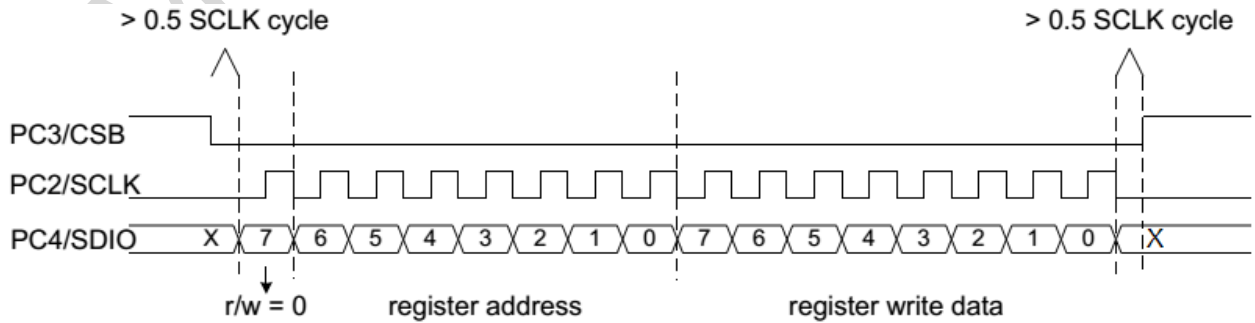 > 0.5 SCLK cycle > 0.5 SCLK cycle
PC3/CSB
PC2/SCLK
PC4/SDIO X 7 6 5 4 3 2 1 0 7 6 5 4 3 2 1 0 X
r/w = 0 register address register write data